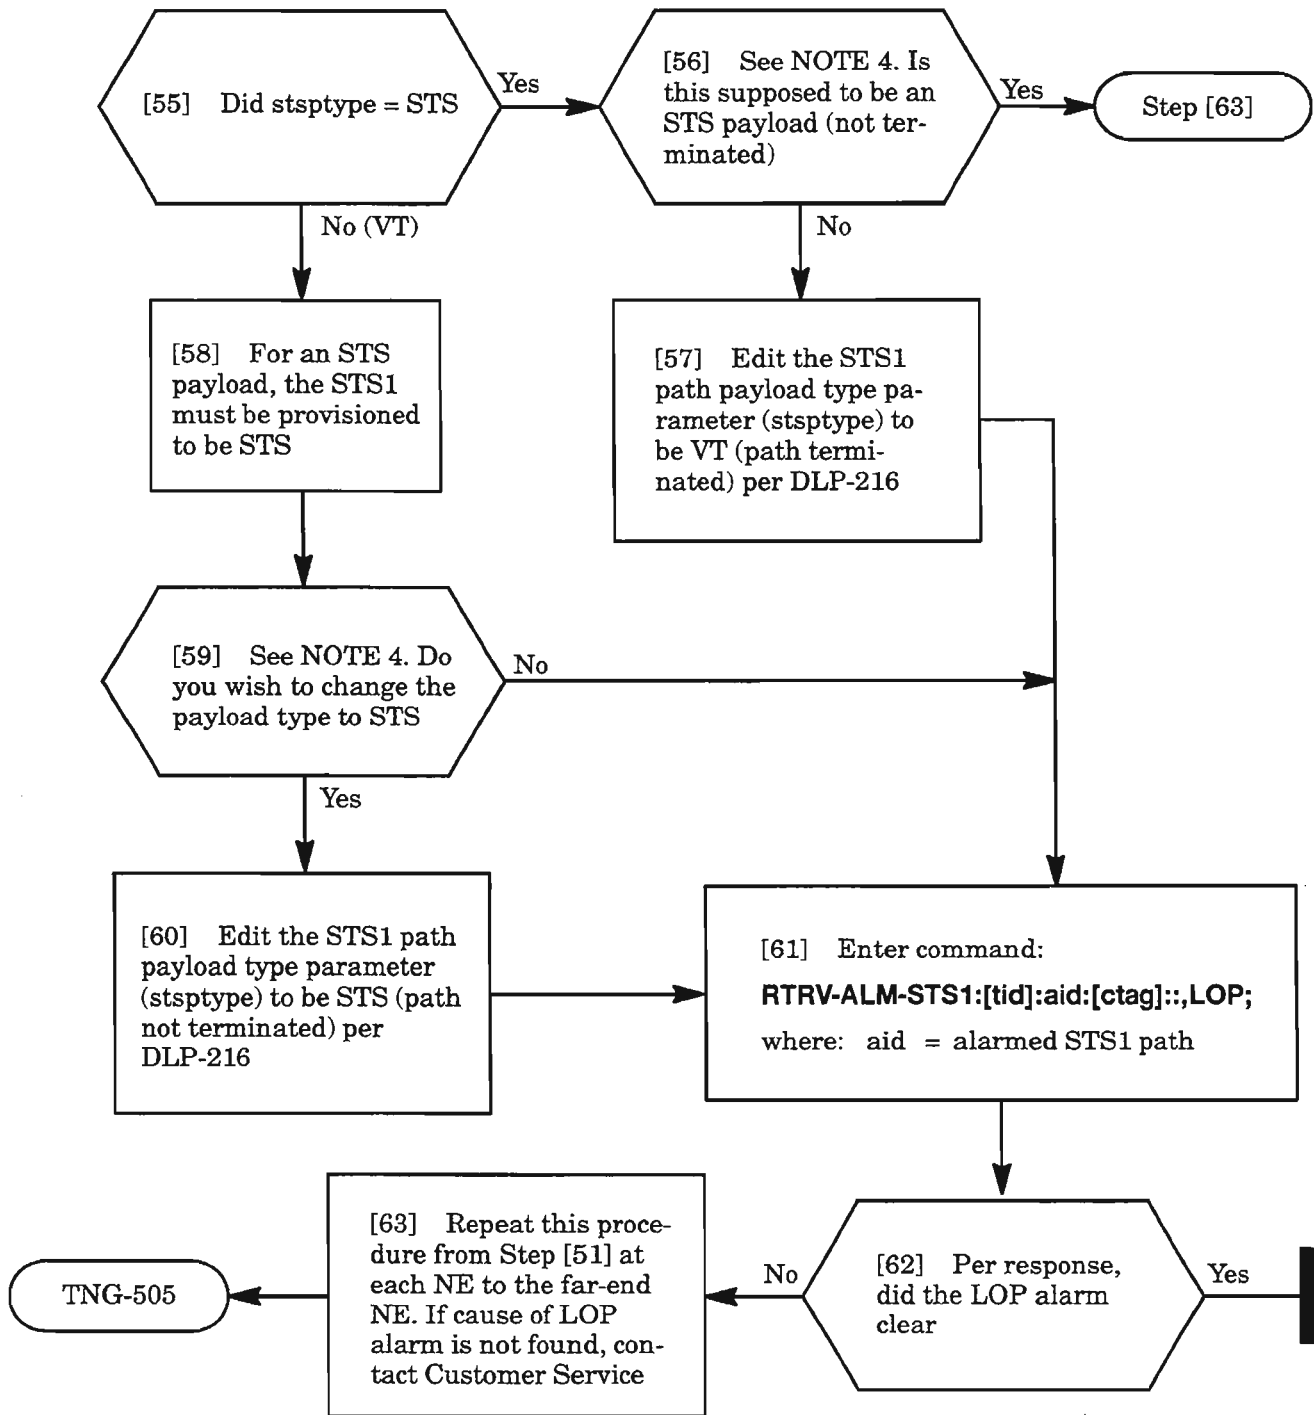 [55] Did stsptype = STS
Yes
[56] See NOTE 4. Is
this supposed to be an
STS payload (not ter-
minated)
Yes
Step [63]
No (VT)
No
[58] For an STS
payload, the STS1
must be provisioned
to be STS
[57] Edit the STS1
path payload type pa-
rameter (stsptype) to
be VT (path termi-
nated) per DLP-216
[59] See NOTE 4. Do
you wish to change the
payload type to STS
No
Yes
[60] Edit the STS1 path
payload type parameter
(stsptype) to be STS (path
not terminated) per
DLP-216
[61] Enter command:
RTRV-ALM-STS1:[tid]:aid:[ctag]::,LOP;
where: aid = alarmed STS1 path
[62] Per response,
did the LOP alarm
clear
Yes
No
[63] Repeat this proce-
dure from Step [51] at
each NE to the far-end
NE. If cause of LOP
alarm is not found, con-
tact Customer Service
TNG-505